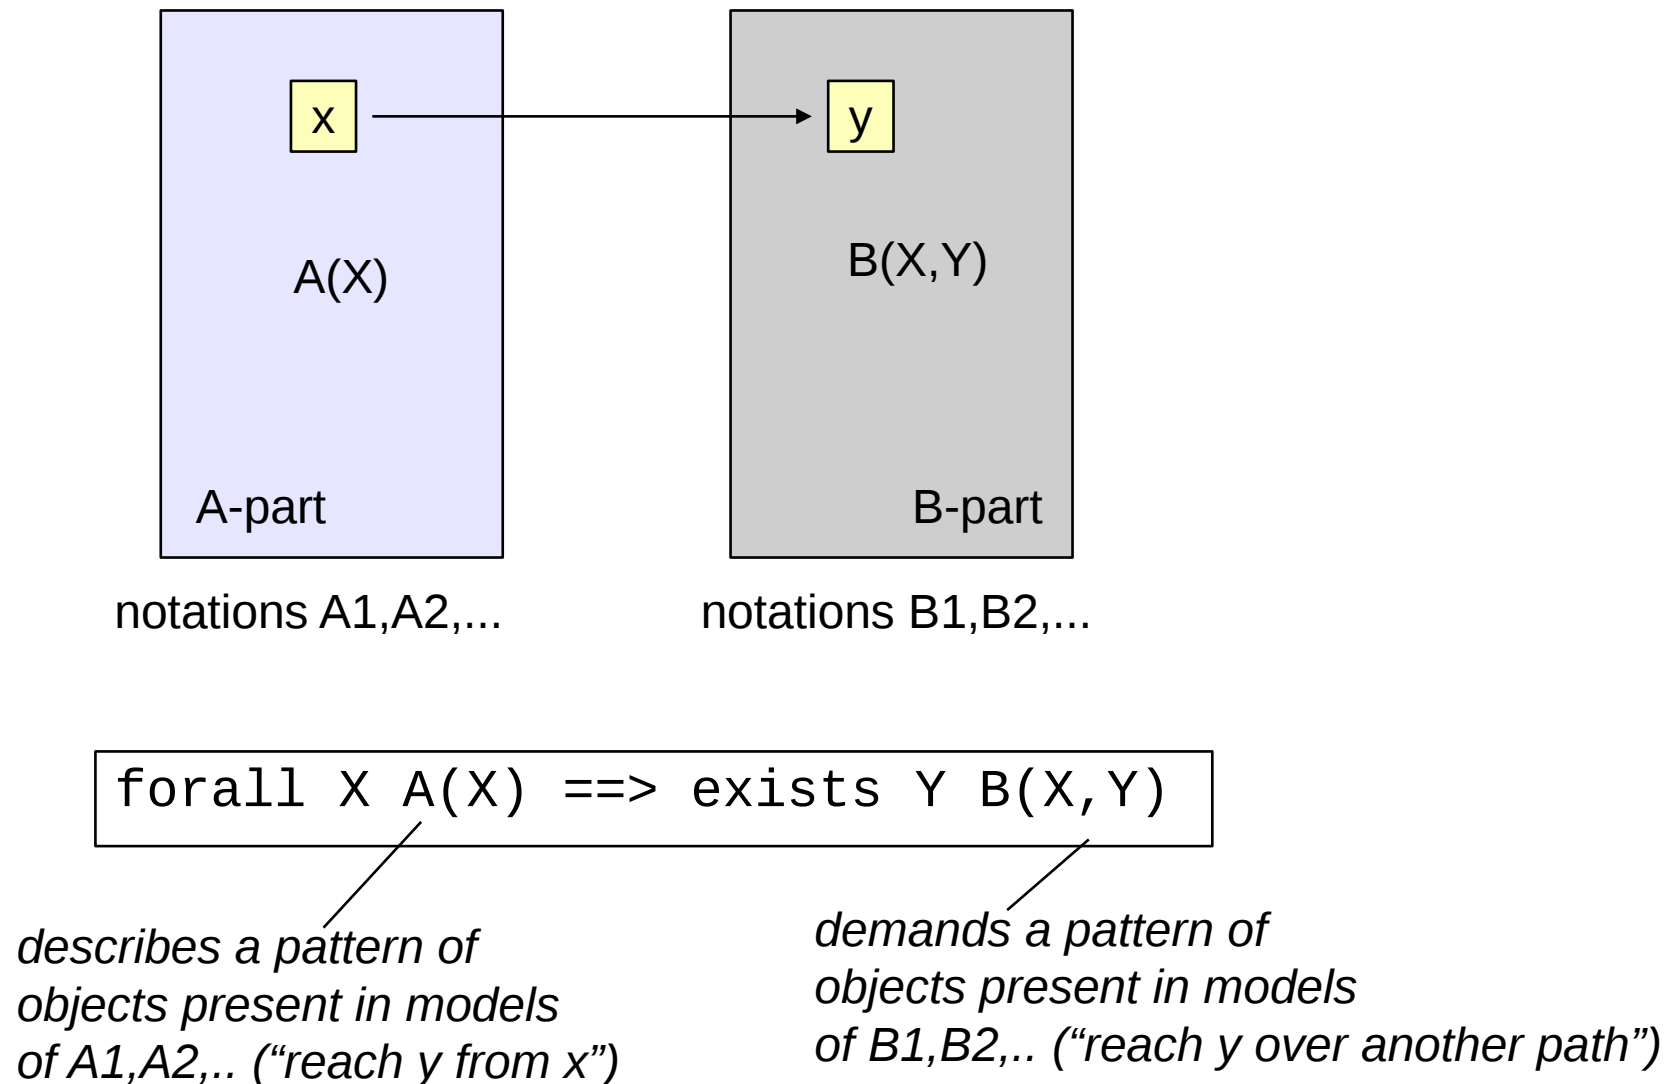 x
y
A(X)
B(X,Y)
A-part
B-part
notations A1,A2,...
notations B1,B2,...
forall X A(X) ==> exists Y B(X,Y)
describes a pattern of
objects present in models
of A1,A2,.. (“reach y from x”)
demands a pattern of
objects present in models
of B1,B2,.. (“reach y over another path”)